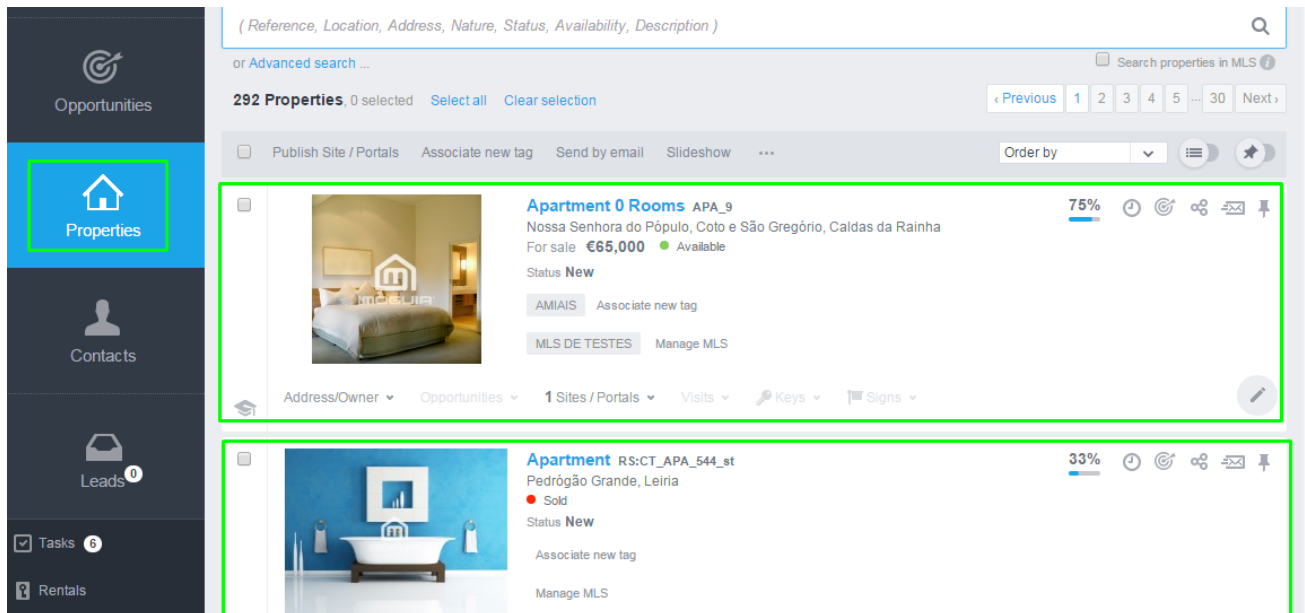 ( Reference, Location, Address, Nature, Status, Availability, Description )
or Advanced search ...
Search properties in MLS i
292 Properties, 0 selected Select all Clear selection
‹ Previous 1 2 3 4 5 ... 30 Next ›
Publish Site / Portals Associate new tag Send by email Slideshow ...
Order by
Opportunities
Properties
Contacts
Leads 0
Tasks 6
Rentals
Apartment 0 Rooms APA_9
75%
Nossa Senhora do Pópulo, Coto e São Gregório, Caldas da Rainha
For sale €65,000 Available
Status New
AMIAIS Associate new tag
MLS DE TESTES Manage MLS
Address/Owner Opportunities 1 Sites / Portals Visits Keys Signs
Apartment RS:CT_APA_544_st
33%
Pedrógão Grande, Leiria
Sold
Status New
Associate new tag
Manage MLS